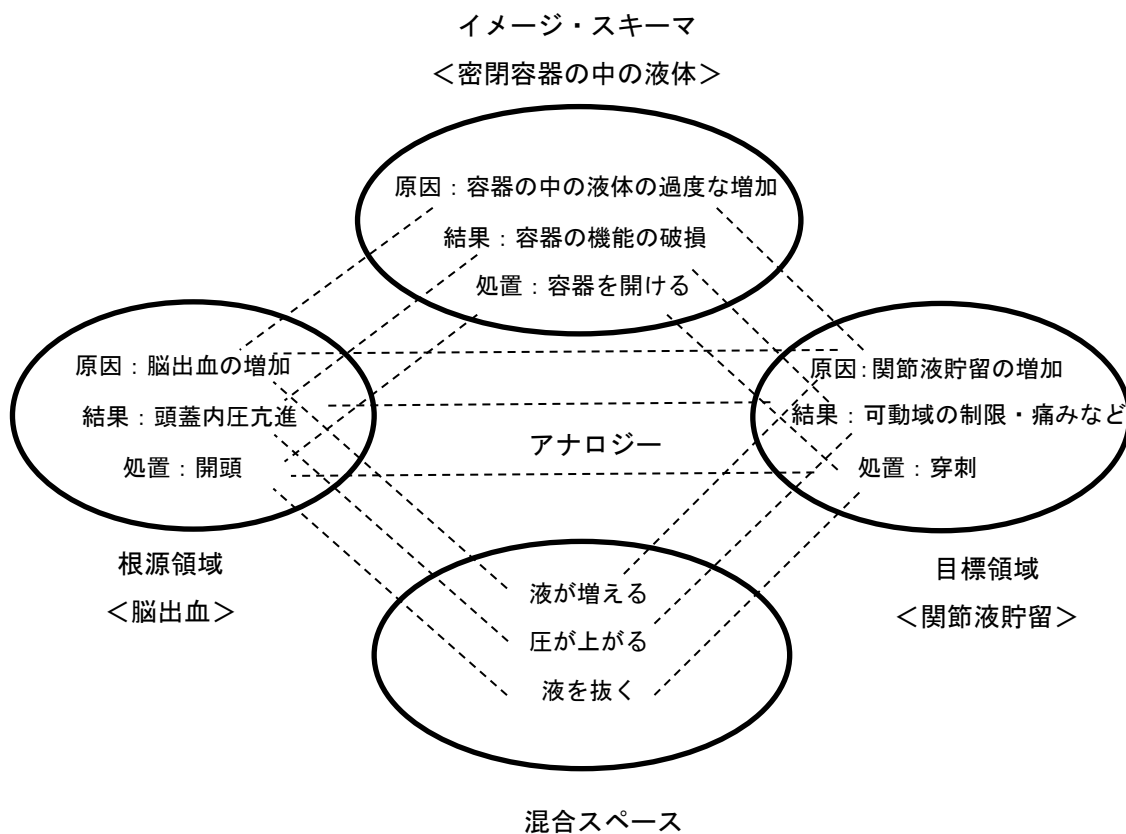 イメージ・スキーマ
＜密閉容器の中の液体＞
原因：容器の中の液体の過度な増加
結果：容器の機能の破損
処置：容器を開ける
原因：脳出血の増加
結果：頭蓋内圧亢進
処置：開頭
根源領域
＜脳出血＞
アナロジー
原因：関節液貯留の増加
結果：可動域の制限・痛みなど
処置：穿刺
目標領域
＜関節液貯留＞
液が増える
圧が上がる
液を抜く
混合スペース